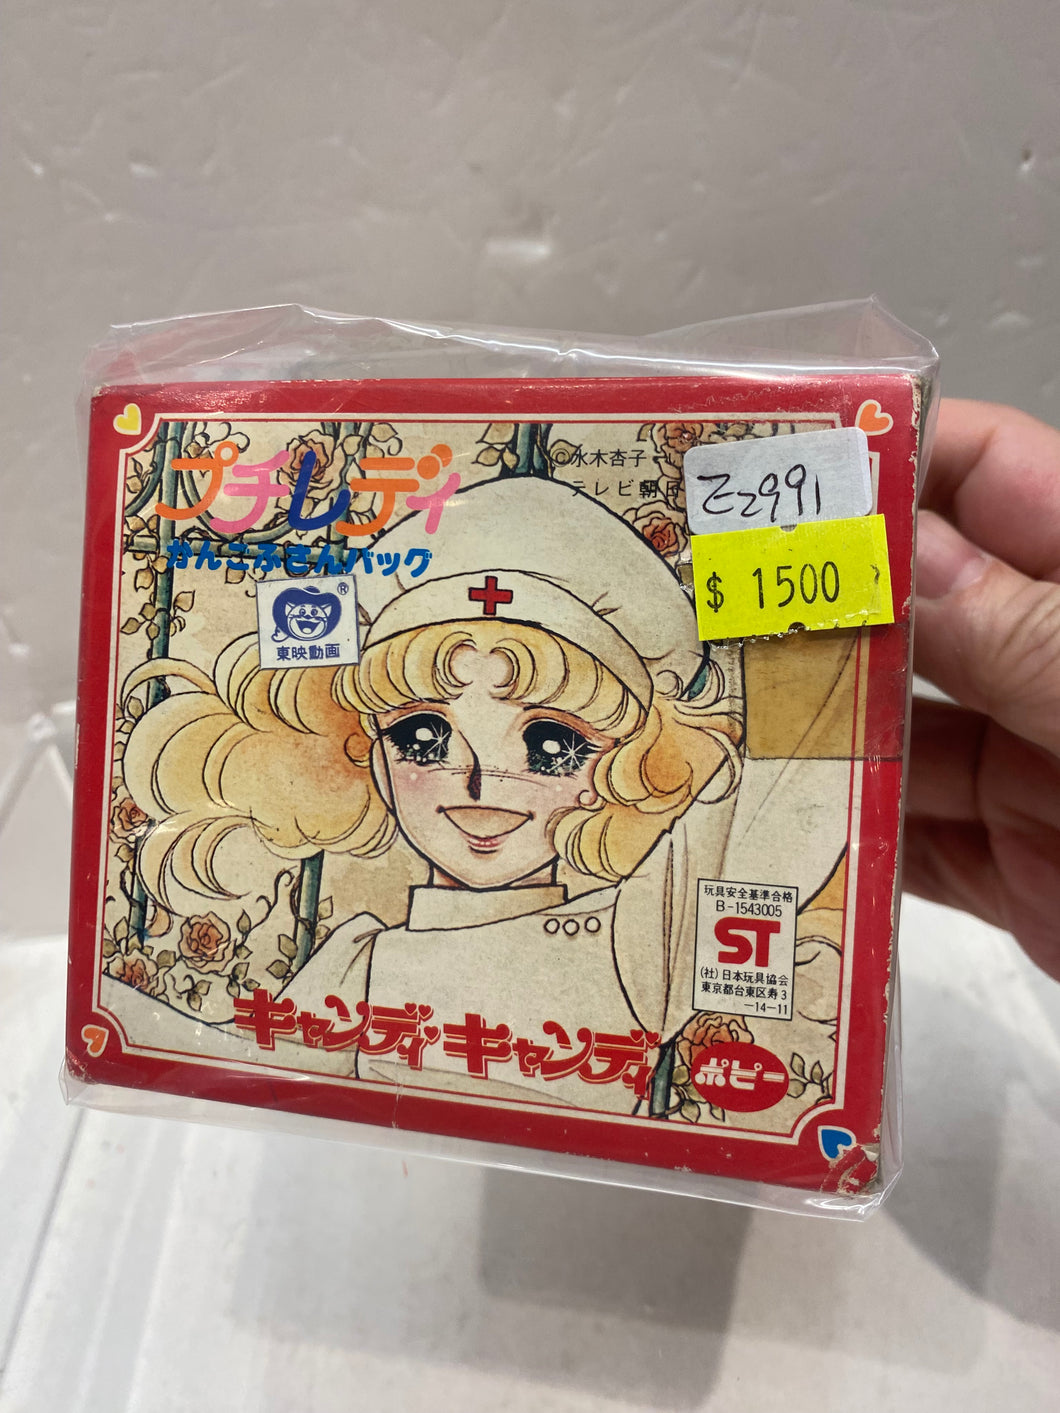 プチレディ
かんごふさんバッグ
©水木杏子
テレビ朝日
Z2991
$ 1500
®
東映動画
玩具安全基準合格
B-1543005
ST
(社)日本玩具協会
東京都台東区寿3
―14―11
キャンディ・キャンディ
ポピー